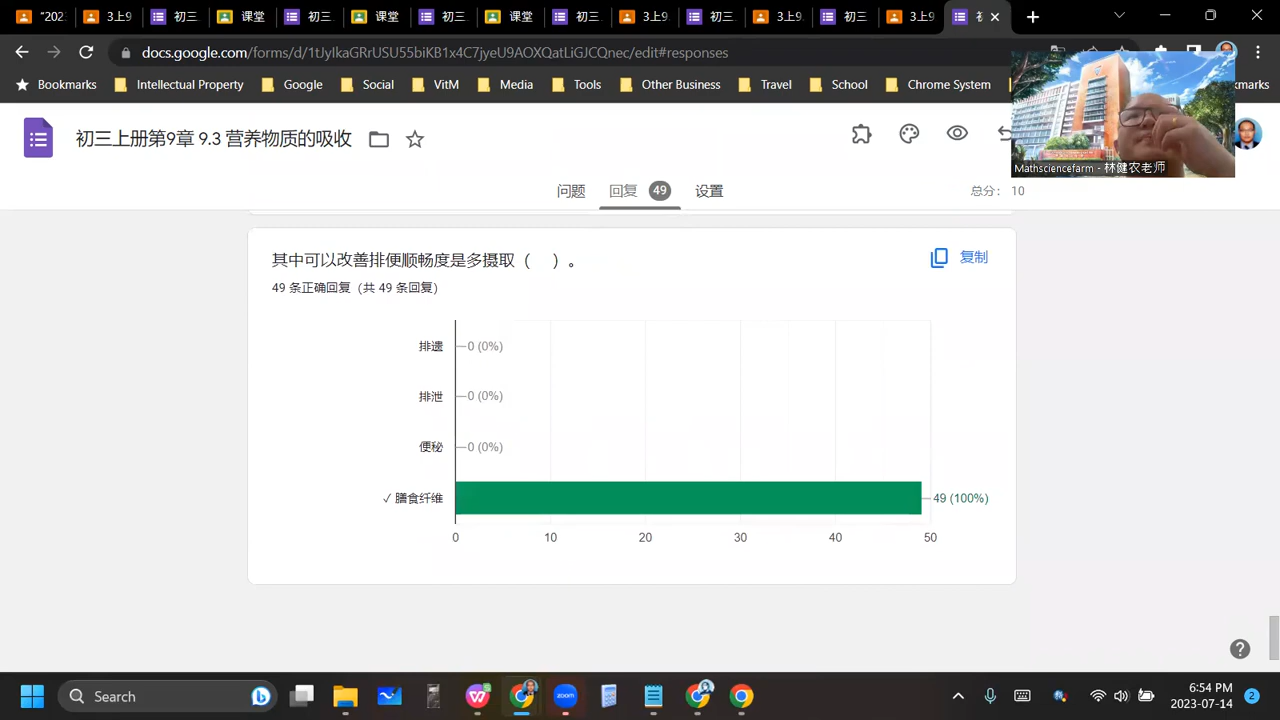 "202
3上9
初三
课堂
初三
课堂
初三
课堂
初三
3上9
初三
3上9
初三
3上9
docs.google.com/forms/d/1tJyIkaGRrUSU55biKB1x4C7jyeU9AOXQatLiGJCQnec/edit#responses
Bookmarks
Intellectual Property
Google
Social
VitM
Media
Tools
Other Business
Travel
School
Chrome System
初三上册第9章 9.3 营养物质的吸收
Mathsciencefarm - 林健农老师
问题
回复 49
设置
总分： 10
其中可以改善排便顺畅度是多摄取（ ）。
复制
49 条正确回复（共 49 条回复）
排遗
0 (0%)
排泄
0 (0%)
便秘
0 (0%)
✓ 膳食纤维
49 (100%)
0
10
20
30
40
50
Search
zoom
6:54 PM
2023-07-14
2